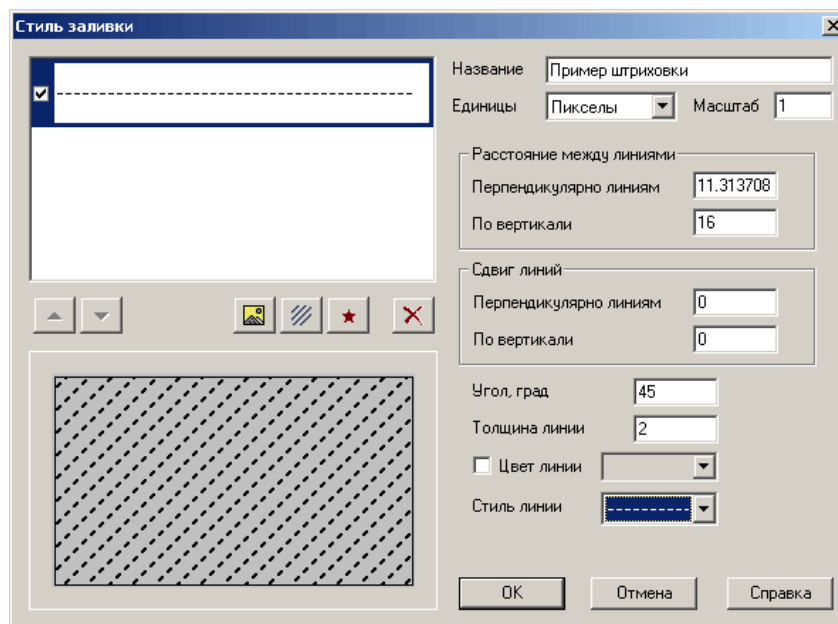 Стиль заливки
Название Пример штриховки
Единицы Пикселы Масштаб 1
Расстояние между линиями
Перпендикулярно линиям 11.313708
По вертикали 16
Сдвиг линий
Перпендикулярно линиям 0
По вертикали 0
Угол, град 45
Толщина линии 2
Цвет линии
Стиль линии
OK Отмена Справка